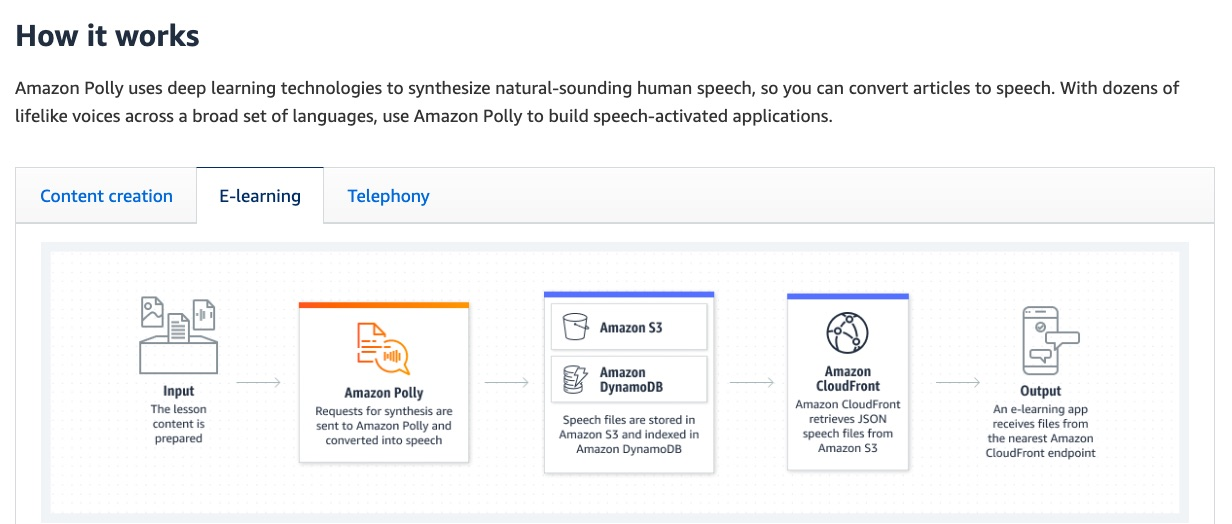 How it works
Amazon Polly uses deep learning technologies to synthesize natural-sounding human speech, so you can convert articles to speech. With dozens of
lifelike voices across a broad set of languages, use Amazon Polly to build speech-activated applications.
Content creation
E-learning
Telephony
Input
The lesson
content is
prepared
Amazon Polly
Requests for synthesis are
sent to Amazon Polly and
converted into speech
Amazon S3
Amazon
DynamoDB
Speech files are stored in
Amazon S3 and indexed in
Amazon DynamoDB
Amazon
CloudFront
Amazon CloudFront
retrieves JSON
speech files from
Amazon S3
Output
An e-learning app
receives files from
the nearest Amazon
CloudFront endpoint